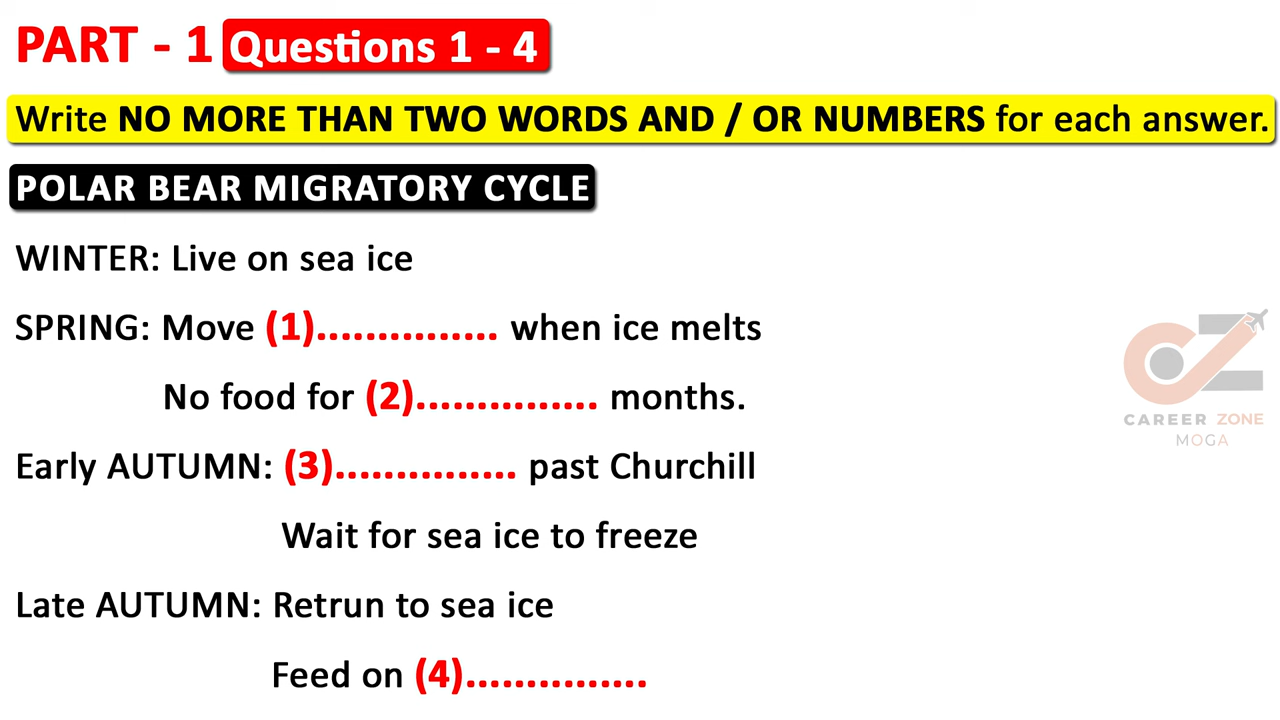 PART - 1 Questions 1 - 4
Write NO MORE THAN TWO WORDS AND / OR NUMBERS for each answer.
POLAR BEAR MIGRATORY CYCLE
WINTER: Live on sea ice
SPRING: Move (1)............... when ice melts
No food for (2)............... months.
Early AUTUMN: (3)............... past Churchill
Wait for sea ice to freeze
Late AUTUMN: Retrun to sea ice
Feed on (4)...............
CZ
CAREER ZONE
MOGA